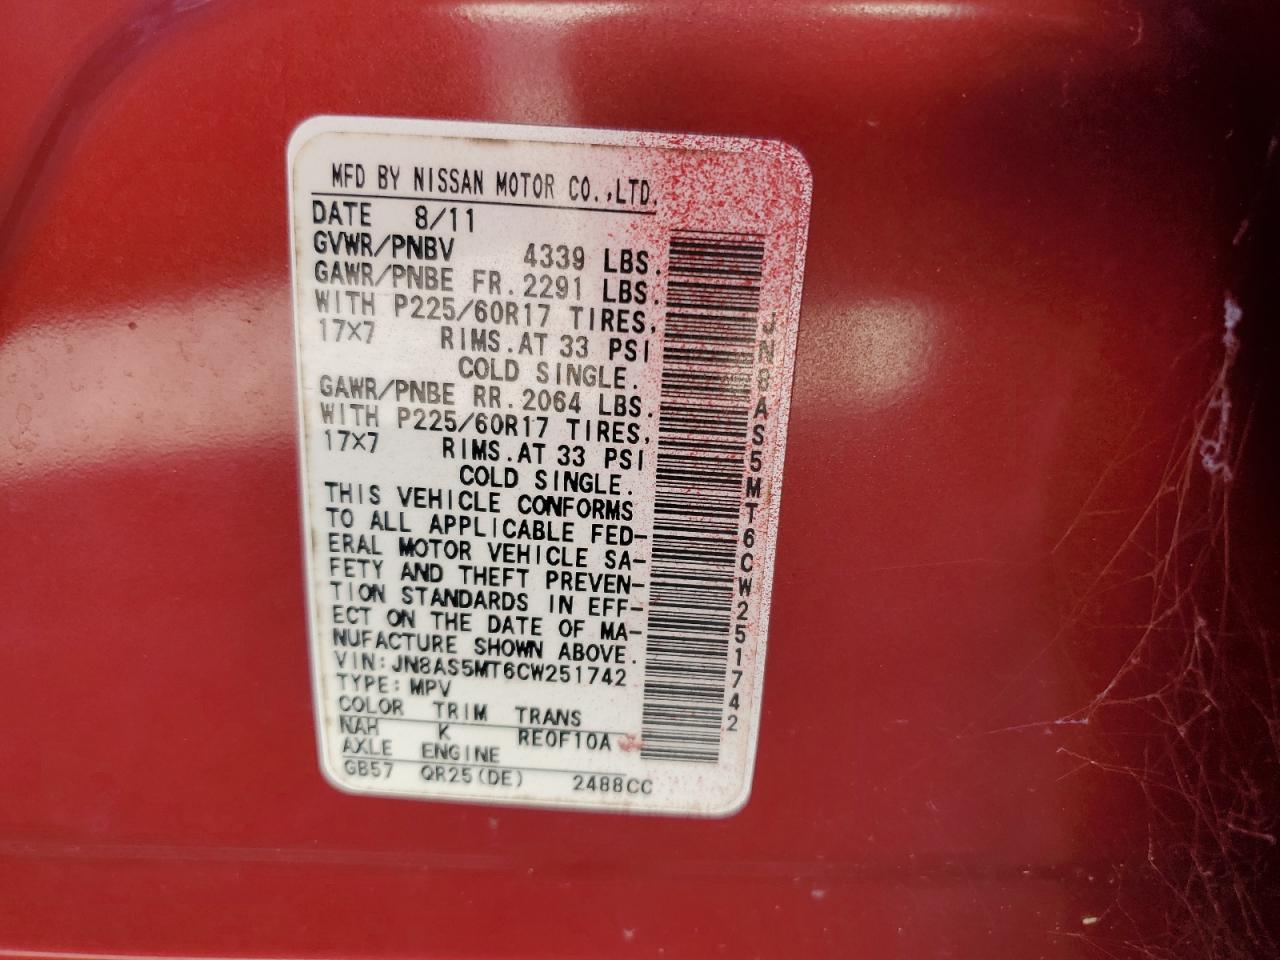 MFD BY NISSAN MOTOR CO.,LTD.
DATE 8/11
GVWR/PNBV 4339 LBS.
GAWR/PNBE FR.2291 LBS.
WITH P225/60R17 TIRES,
17×7 RIMS.AT 33 PSI
COLD SINGLE.
GAWR/PNBE RR.2064 LBS.
WITH P225/60R17 TIRES,
17×7 RIMS.AT 33 PSI
COLD SINGLE.
THIS VEHICLE CONFORMS
TO ALL APPLICABLE FED-
ERAL MOTOR VEHICLE SA-
FETY AND THEFT PREVEN-
TION STANDARDS IN EFF-
ECT ON THE DATE OF MA-
NUFACTURE SHOWN ABOVE.
VIN:JN8AS5MT6CW251742
TYPE:MPV
COLOR TRIM TRANS
NAH K RE0F10A
AXLE ENGINE
GB57 QR25(DE) 2488CC
JN8AS5MT6CW251742